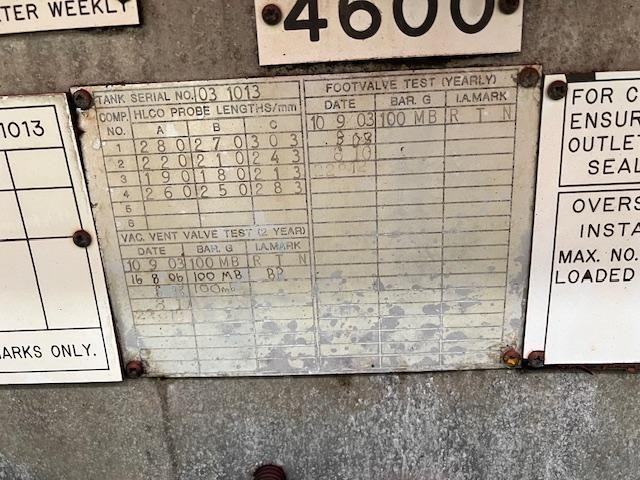 TER WEEKLY
4600
1013
ARKS ONLY.
TANK SERIAL NO. 03 1013
COMP. NO. HLCO PROBE LENGTHS/mm
A B C
1 280 270 303
2 220 210 243
3 190 180 213
4 260 250 283
5
6
VAC. VENT VALVE TEST (2 YEAR)
DATE BAR. G I.A.MARK
10 9 03 100 MB R T N
16 8 06 100 MB BP
100mb
FOOTVALVE TEST (YEARLY)
DATE BAR. G I.A.MARK
10 9 03 100 MB R T N
8 08
8 10
FOR C
ENSUR
OUTLET
SEAL
OVERS
INSTA
MAX. NO.
LOADED